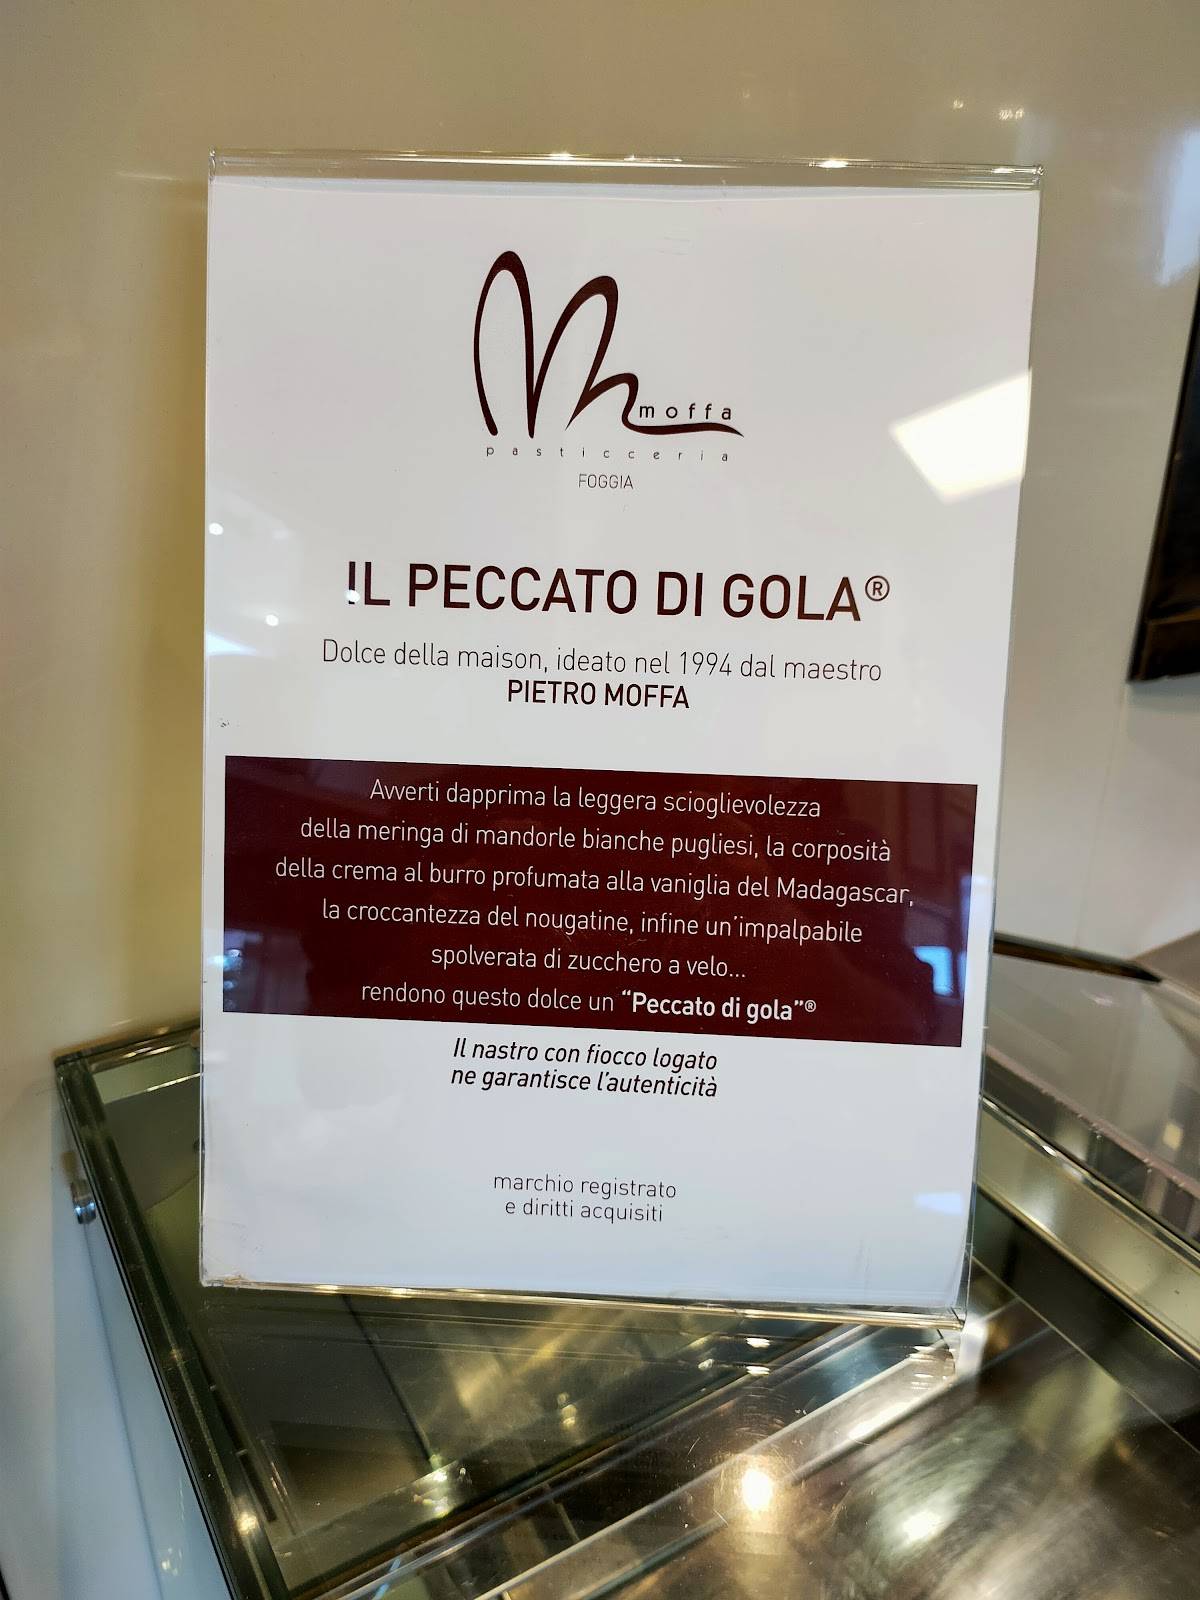 moffa
pasticceria
FOGGIA
IL PECCATO DI GOLA®
Dolce della maison, ideato nel 1994 dal maestro
PIETRO MOFFA
Avverti dapprima la leggera scioglievolezza
della meringa di mandorle bianche pugliesi, la corposità
della crema al burro profumata alla vaniglia del Madagascar,
la croccantezza del nougatine, infine un'impalpabile
spolverata di zucchero a velo...
rendono questo dolce un "Peccato di gola"®
Il nastro con fiocco logato
ne garantisce l'autenticità
marchio registrato
e diritti acquisiti